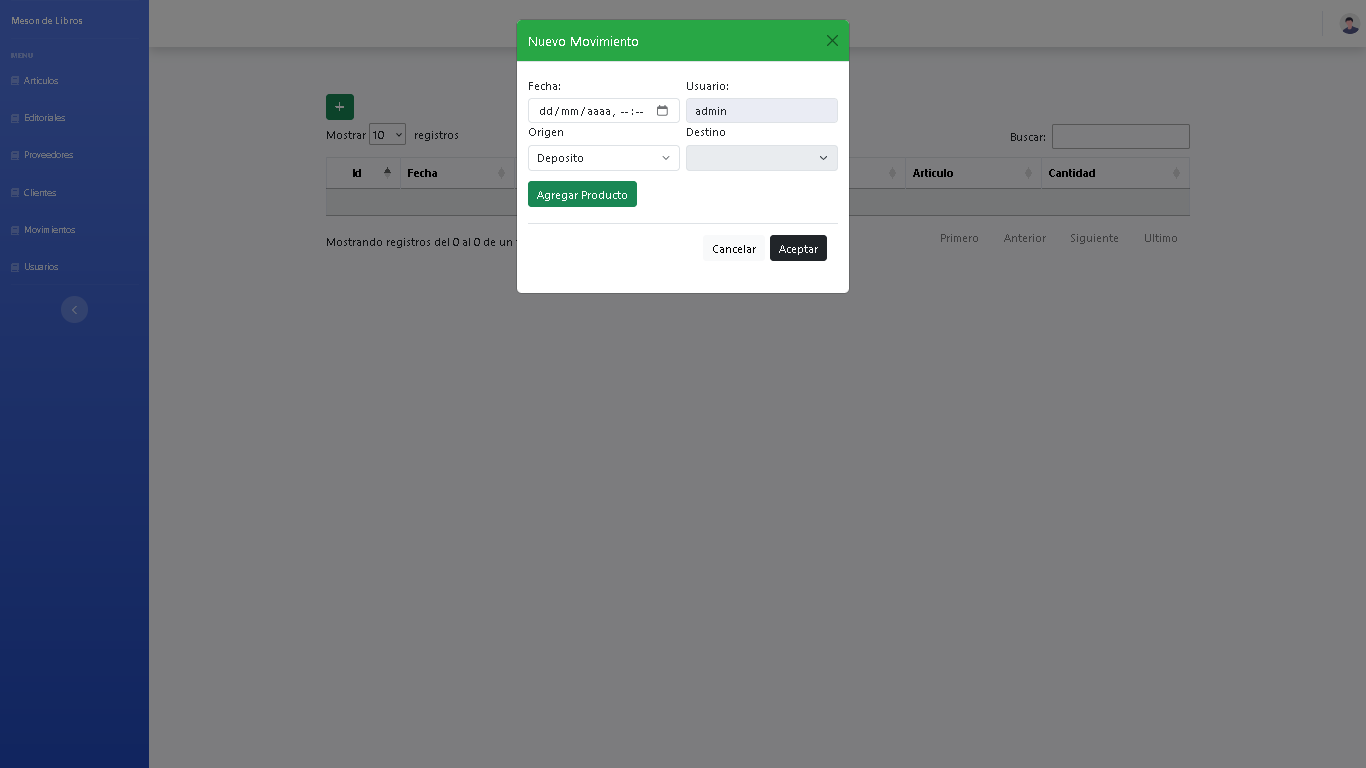 Meson de Libros
MENU
Articulos
Editoriales
Proveedores
Clientes
Movimientos
Usuarios
Nuevo Movimiento
Fecha: Usuario:
dd/mm/aaaa, --:-- admin
Origen Destino
Deposito
Agregar Producto
Cancelar Aceptar
+
Mostrar 10 registros Buscar:
Id Fecha Articulo Cantidad
Mostrando registros del 0 al 0 de un
Primero Anterior Siguiente Ultimo